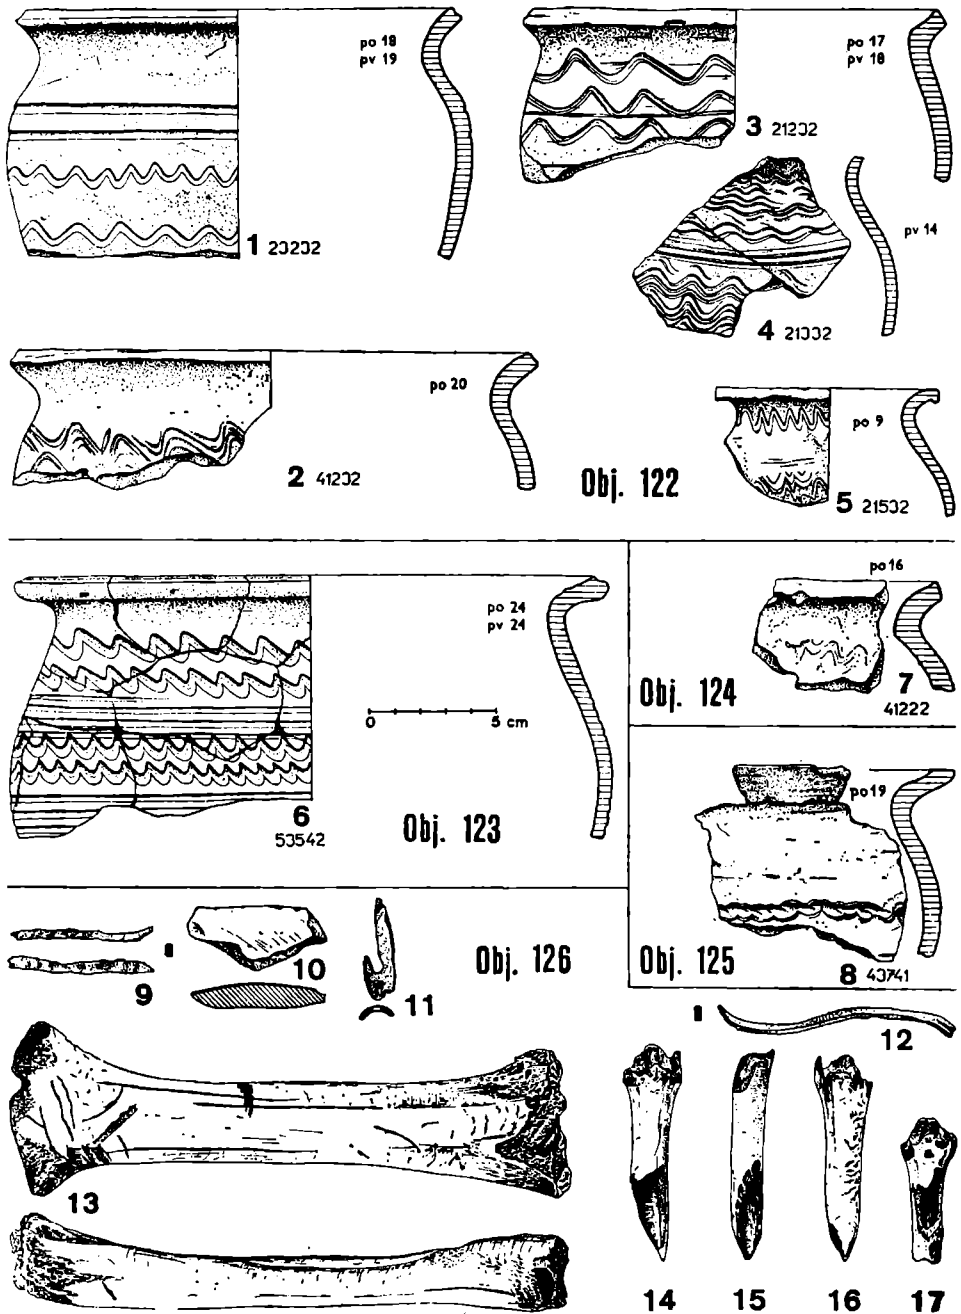 po 18
pv 19
1 20202
po 17
pv 18
3 21202
pv 14
4 21002
po 20
2 41202
Obj. 122
po 9
5 21502
po 24
pv 24
0 5 cm
6
50542
Obj. 123
po 16
7
41222
Obj. 124
po 19
8 40741
Obj. 125
9
10
11
Obj. 126
12
13
14
15
16
17